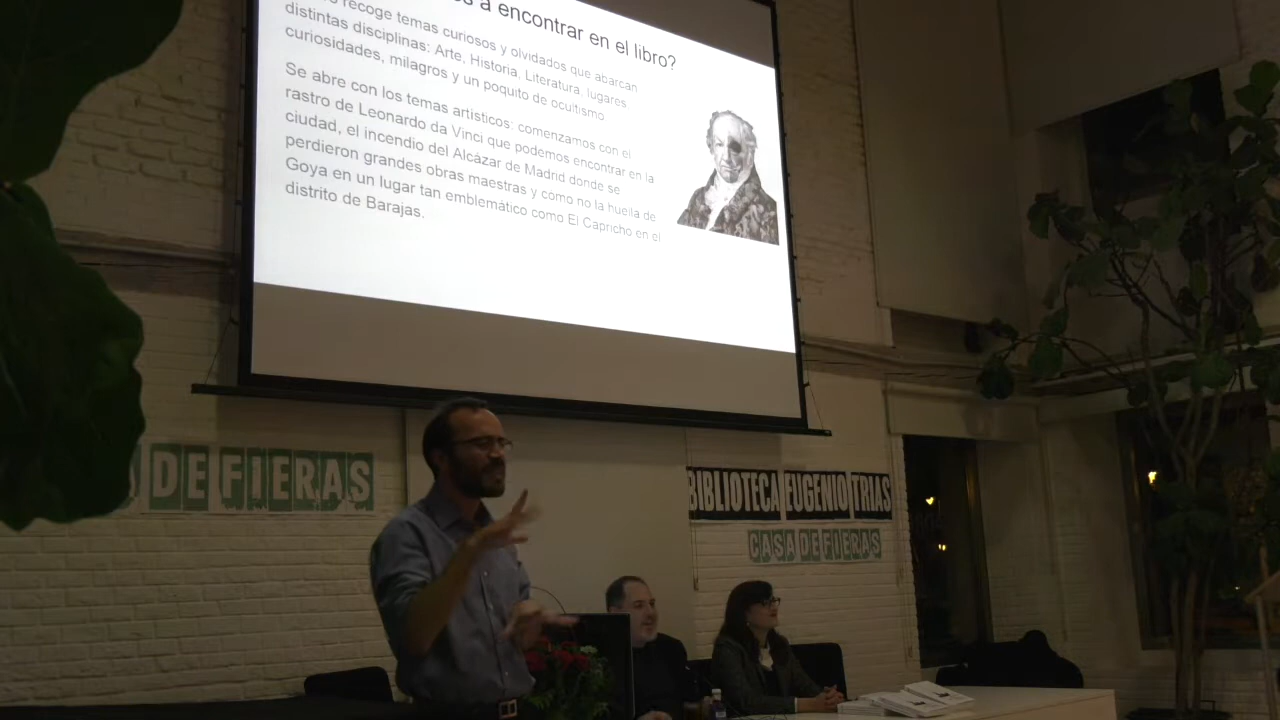 a encontrar en el libro?
recoge temas curiosos y olvidados que abarcan
distintas disciplinas: Arte, Historia, Literatura, lugares
curiosidades, milagros y un poquito de ocultismo
Se abre con los temas artísticos: comenzamos con el
rastro de Leonardo da Vinci que podemos encontrar en la
ciudad, el incendio del Alcázar de Madrid donde se
perdieron grandes obras maestras y como no la huella de
Goya en un lugar tan emblemático como El Capricho en el
distrito de Barajas.
DE FIERAS
BIBLIOTECA EUGENIO TRIAS
CASA DE FIERAS